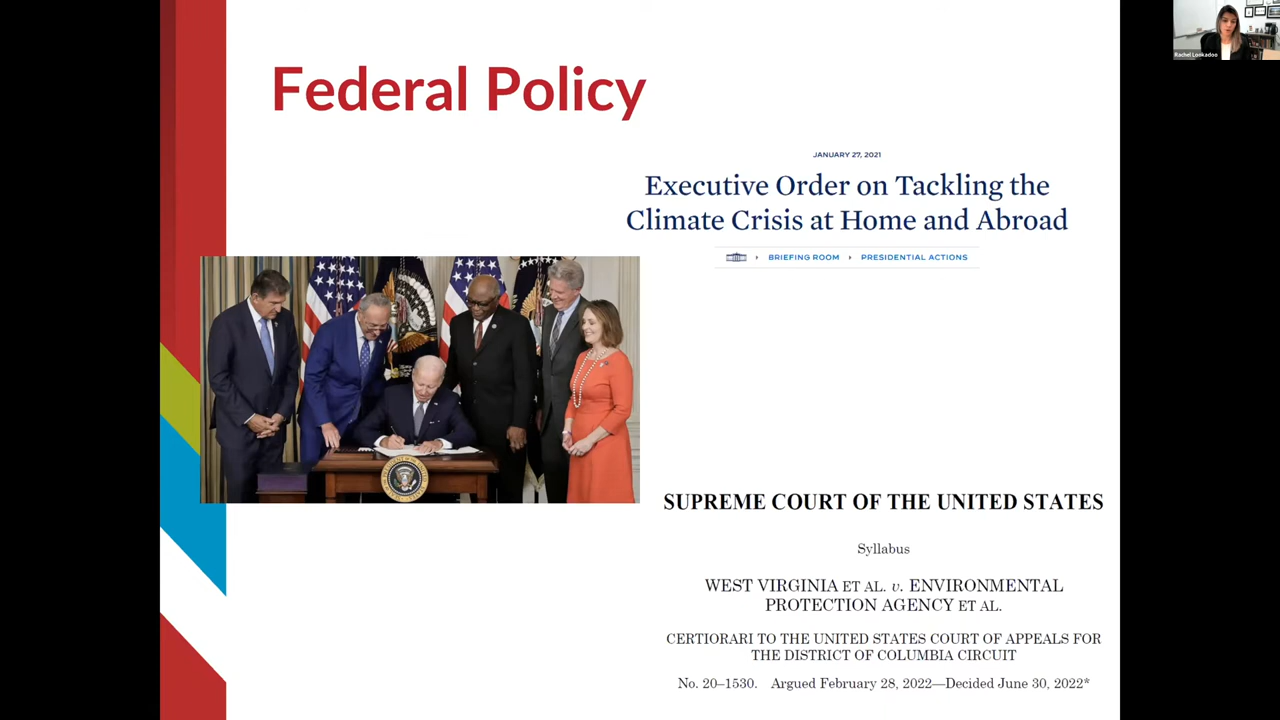 Rachel Lookadoo
Federal Policy
JANUARY 27, 2021
Executive Order on Tackling the
Climate Crisis at Home and Abroad
BRIEFING ROOM › PRESIDENTIAL ACTIONS
SUPREME COURT OF THE UNITED STATES
Syllabus
WEST VIRGINIA ET AL. v. ENVIRONMENTAL
PROTECTION AGENCY ET AL.
CERTIORARI TO THE UNITED STATES COURT OF APPEALS FOR
THE DISTRICT OF COLUMBIA CIRCUIT
No. 20–1530. Argued February 28, 2022—Decided June 30, 2022*